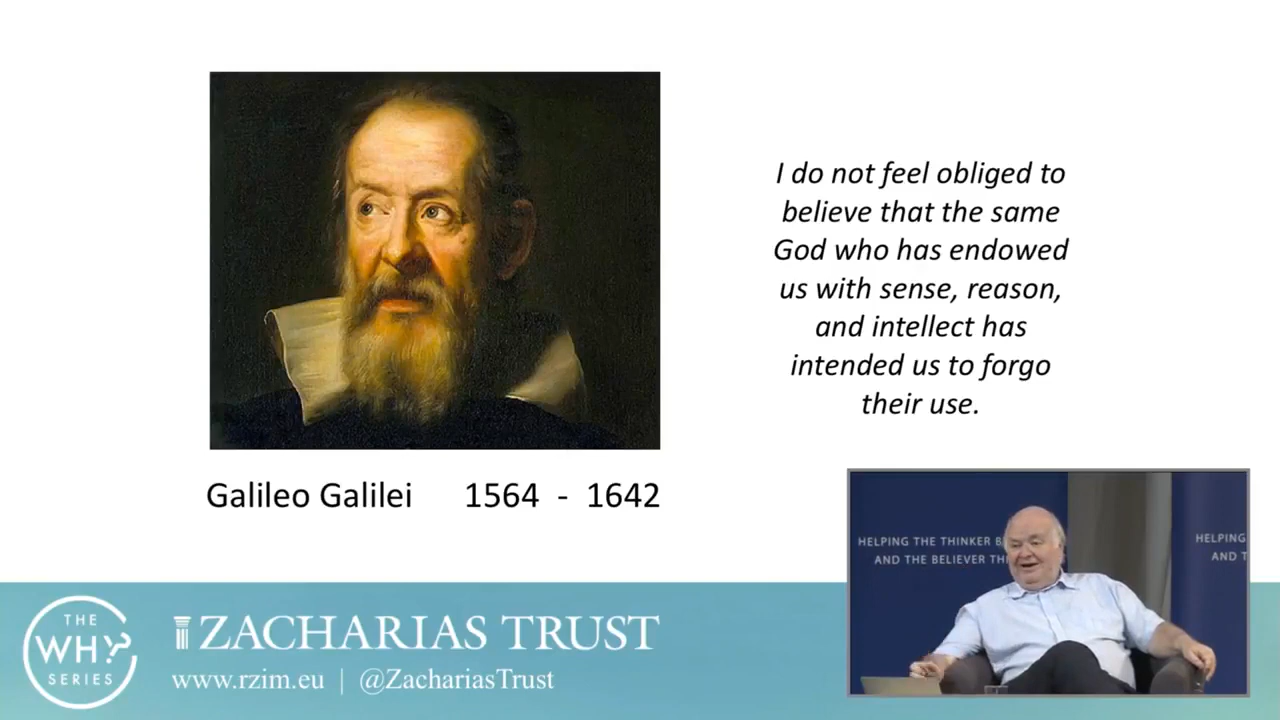 I do not feel obliged to
believe that the same
God who has endowed
us with sense, reason,
and intellect has
intended us to forgo
their use.
Galileo Galilei 1564 - 1642
HELPING THE THINKER
AND THE BELIEVER
HELPING
AND
THE
WHY?
SERIES
ZACHARIAS TRUST
www.rzim.eu | @ZachariasTrust